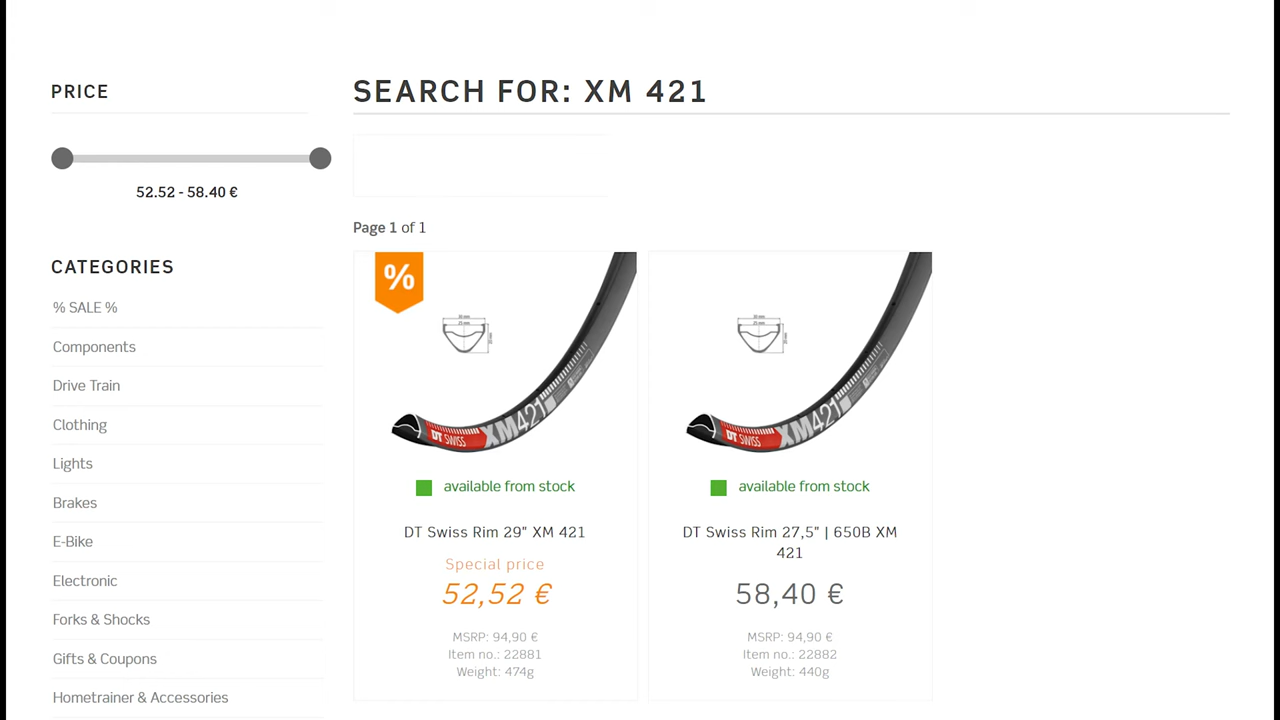 PRICE
52.52 - 58.40 €
CATEGORIES
% SALE %
Components
Drive Train
Clothing
Lights
Brakes
E-Bike
Electronic
Forks & Shocks
Gifts & Coupons
Hometrainer & Accessories
SEARCH FOR: XM 421
Page 1 of 1
%
DT SWISS XM421
available from stock
DT Swiss Rim 29" XM 421
Special price
52,52 €
MSRP: 94,90 €
Item no.: 22881
Weight: 474g
DT SWISS XM421
available from stock
DT Swiss Rim 27,5" | 650B XM
421
58,40 €
MSRP: 94,90 €
Item no.: 22882
Weight: 440g